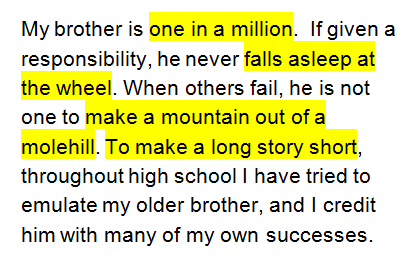 My brother is one in a million.  If given a
responsibility, he never falls asleep at
the wheel. When others fail, he is not
one to make a mountain out of a
molehill. To make a long story short,
throughout high school I have tried to
emulate my older brother, and I credit
him with many of my own successes.